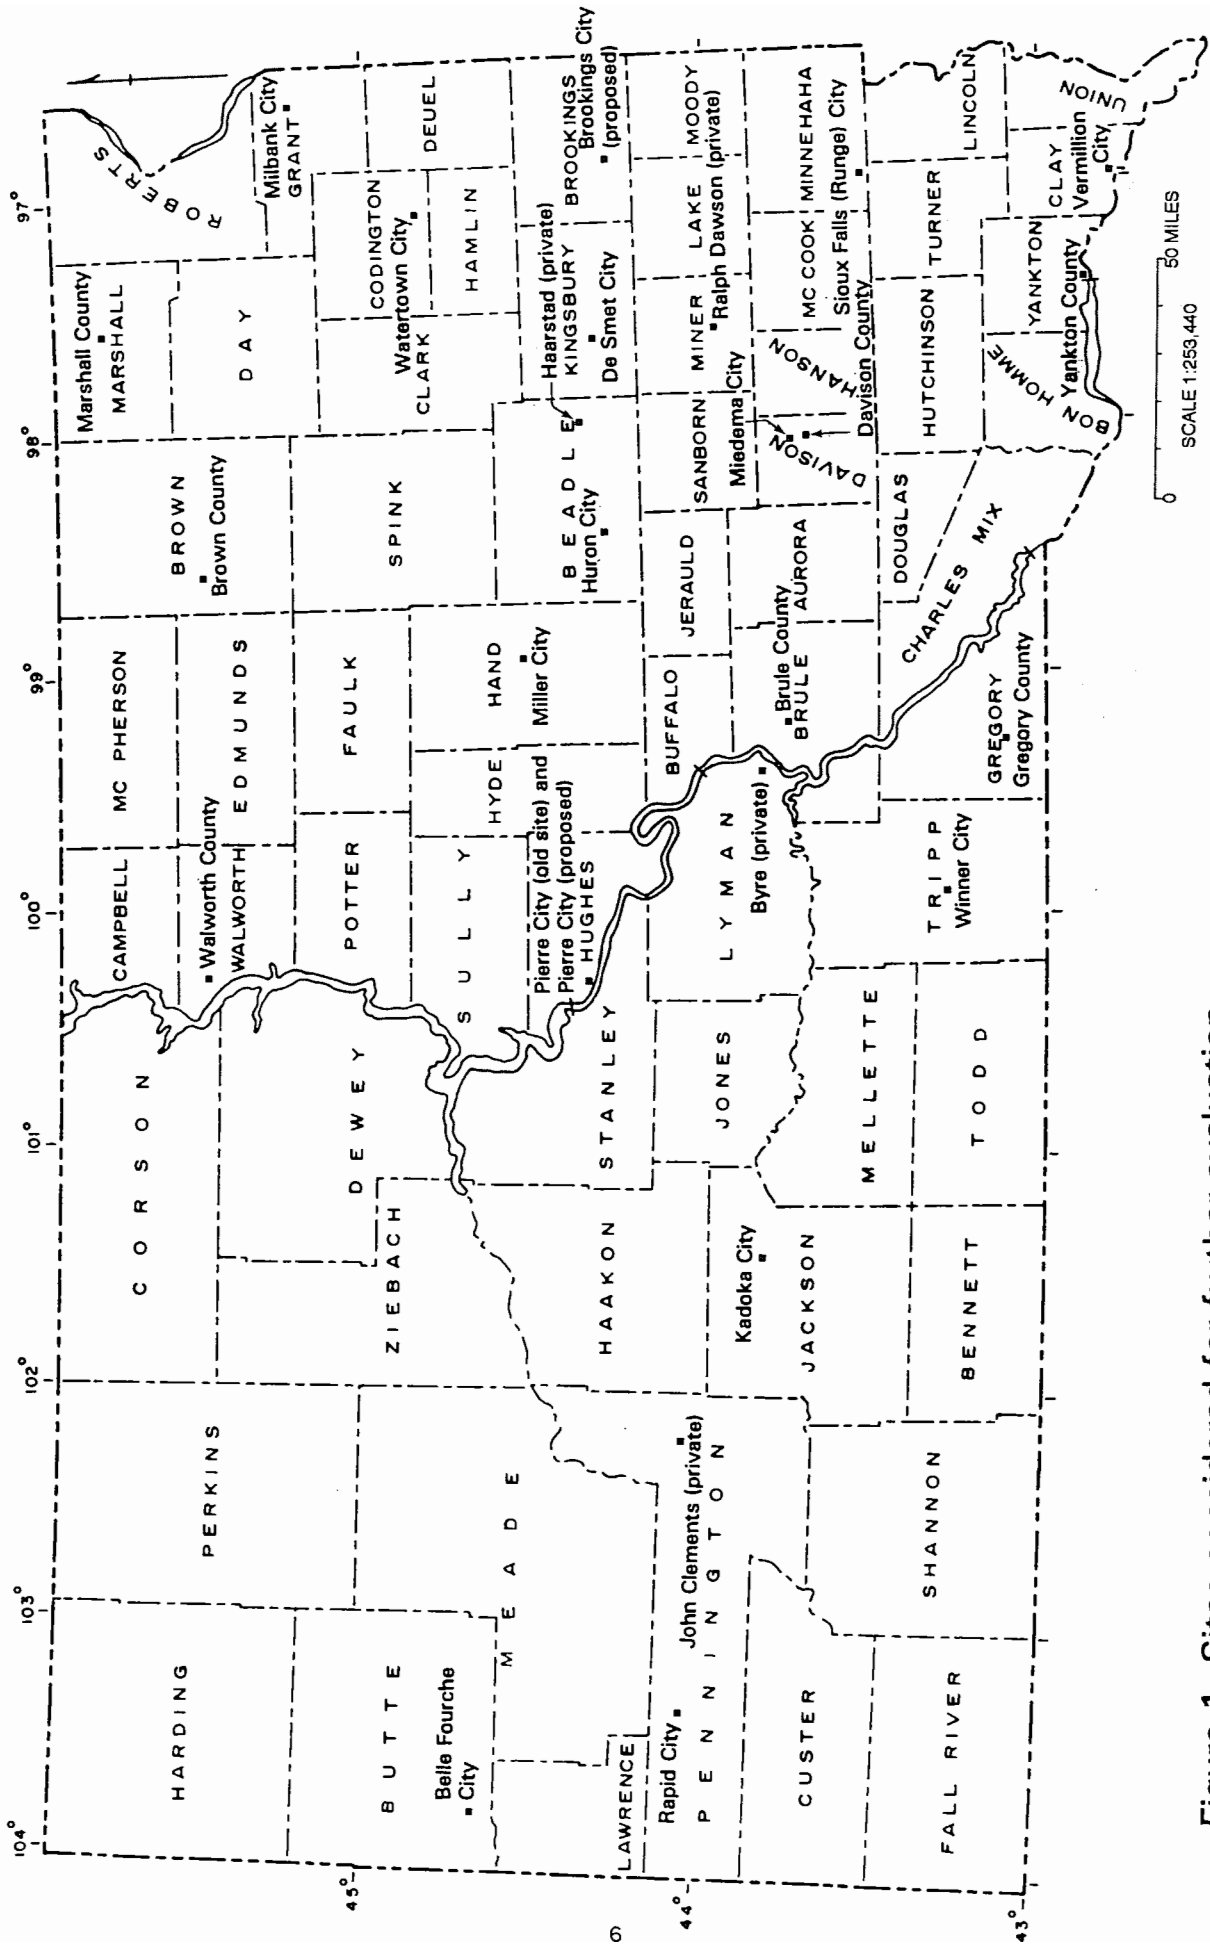 104°
103°
102°
101°
100°
99°
98°
97°
45°
44°
43°
HARDING
PERKINS
CORSON
CAMPBELL
MC PHERSON
BROWN
Brown County
Marshall County
MARSHALL
ROBERTS
Walworth County
WALWORTH
EDMUNDS
DAY
Milbank City
GRANT
BUTTE
Belle Fourche
City
ZIEBACH
DEWEY
POTTER
FAULK
SPINK
CLARK
CODINGTON
Watertown City
DEUEL
HAMLIN
MEADE
SULLY
HYDE
HAND
Miller City
Pierre City (old site) and
Pierre City (proposed)
HUGHES
BEADLE
Huron City
Haarstad (private)
KINGSBURY
De Smet City
BROOKINGS
Brookings City
(proposed)
LAWRENCE
HAAKON
STANLEY
Rapid City
PENNINGTON
John Clements (private)
Kadoka City
JACKSON
JONES
LYMAN
Byre (private)
BUFFALO
JERAULD
SANBORN
Miedema City
MINER
Ralph Dawson (private)
LAKE
MOODY
CUSTER
Brule County
BRULE
AURORA
DAVISON
Davison County
HANSON
MC COOK
MINNEHAHA
Sioux Falls (Runge) City
FALL RIVER
SHANNON
BENNETT
MELLETTE
TODD
TRIPP
Winner City
GREGORY
Gregory County
CHARLES MIX
DOUGLAS
HUTCHINSON
TURNER
LINCOLN
BON HOMME
YANKTON
Yankton County
CLAY
Vermillion
City
UNION
0
50 MILES
SCALE 1:253,440
Figure 1. Sites considered for further evaluation
6